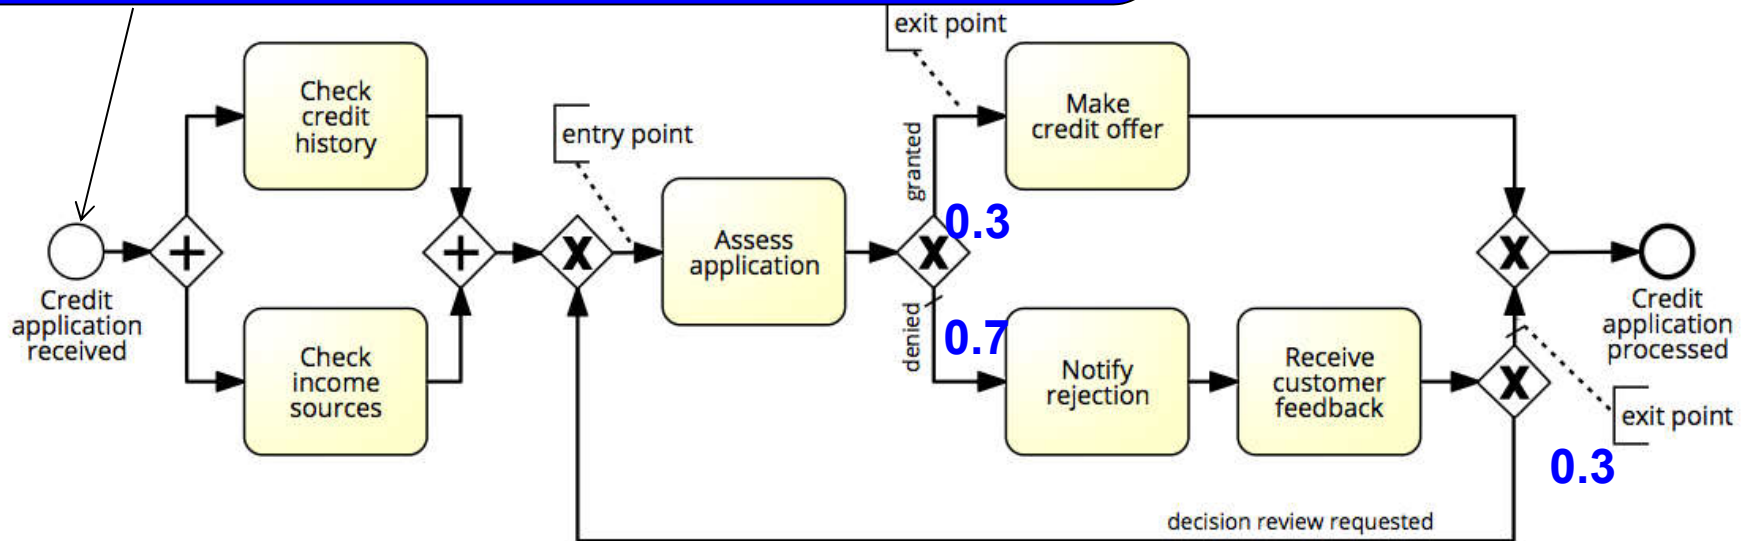 exit point
Check
credit
history
Make
credit offer
entry point
granted
0.3
Assess
application
Credit
application
received
Credit
application
processed
denied
0.7
Check
income
sources
Notify
rejection
Receive
customer
feedback
exit point
0.3
decision review requested